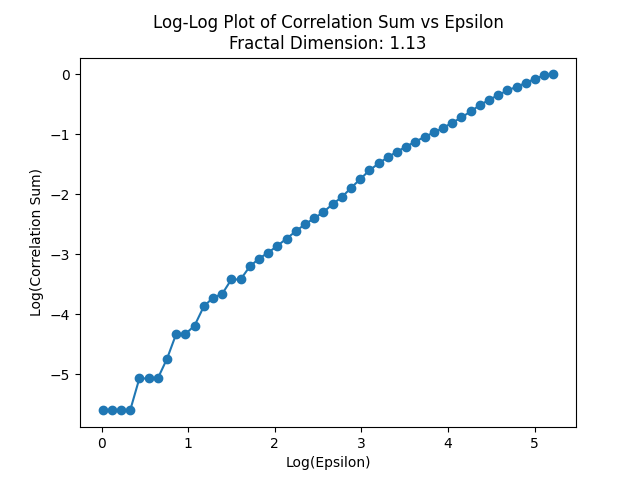 Log-Log Plot of Correlation Sum vs Epsilon
Fractal Dimension: 1.13
0
−1
−2
−3
−4
−5
Log(Correlation Sum)
0 1 2 3 4 5
Log(Epsilon)